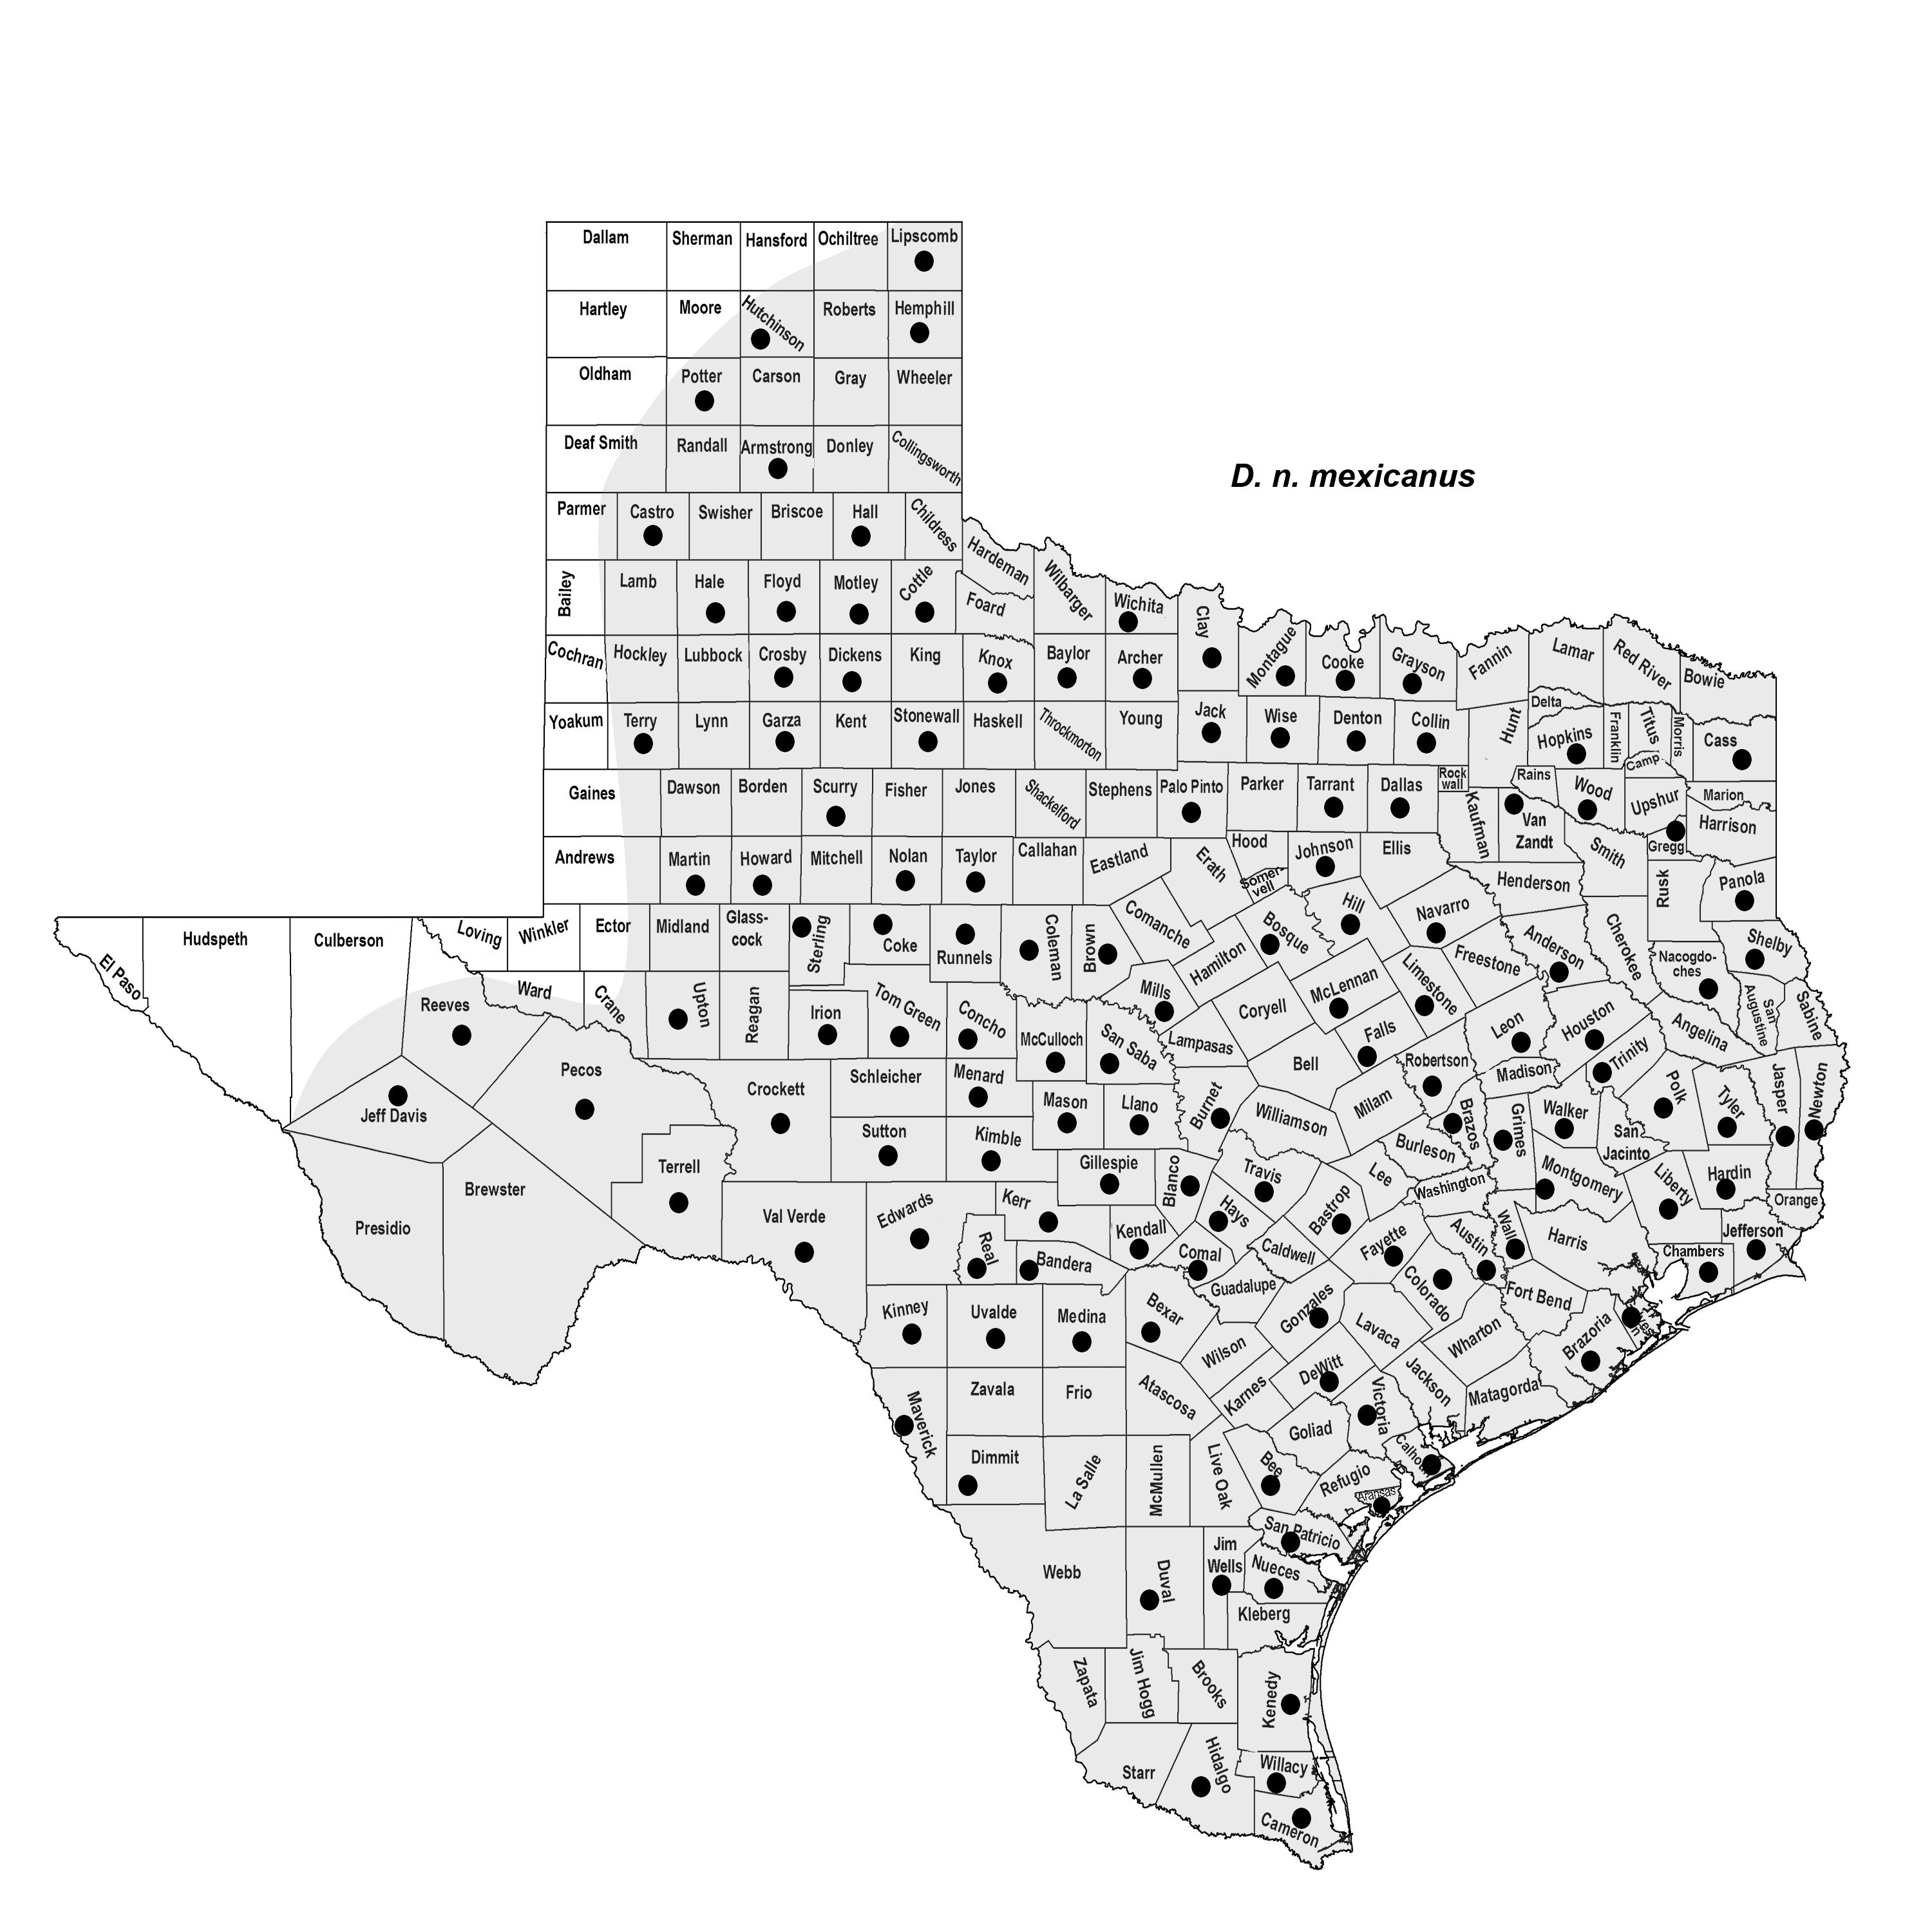 Dallam
Sherman
Hansford
Ochiltree
Lipscomb
Hartley
Moore
Hutchinson
Roberts
Hemphill
Oldham
Potter
Carson
Gray
Wheeler
Deaf Smith
Randall
Armstrong
Donley
Collingsworth
D. n. mexicanus
Parmer
Castro
Swisher
Briscoe
Hall
Childress
Hardeman
Bailey
Lamb
Hale
Floyd
Motley
Cottle
Foard
Wilbarger
Wichita
Clay
Montague
Cooke
Grayson
Fannin
Lamar
Red River
Bowie
Cochran
Hockley
Lubbock
Crosby
Dickens
King
Knox
Baylor
Archer
Yoakum
Terry
Lynn
Garza
Kent
Stonewall
Haskell
Throckmorton
Young
Jack
Wise
Denton
Collin
Hunt
Delta
Hopkins
Franklin
Titus
Morris
Camp
Cass
Gaines
Dawson
Borden
Scurry
Fisher
Jones
Shackelford
Stephens
Palo Pinto
Parker
Tarrant
Dallas
Rock
wall
Kaufman
Rains
Van
Zandt
Wood
Upshur
Marion
Harrison
Gregg
Andrews
Martin
Howard
Mitchell
Nolan
Taylor
Callahan
Eastland
Erath
Hood
Somer-
vell
Johnson
Ellis
Henderson
Smith
Rusk
Panola
El Paso
Hudspeth
Culberson
Loving
Winkler
Ector
Midland
Glass-
cock
Sterling
Coke
Runnels
Coleman
Brown
Comanche
Hamilton
Bosque
Hill
Navarro
Freestone
Anderson
Cherokee
Nacogdo-
ches
Shelby
Reeves
Ward
Crane
Upton
Reagan
Irion
Tom Green
Concho
McCulloch
San Saba
Mills
Lampasas
Coryell
McLennan
Limestone
Falls
Bell
Leon
Houston
Trinity
Angelina
San
Augustine
Sabine
Jeff Davis
Pecos
Crockett
Schleicher
Menard
Mason
Llano
Burnet
Williamson
Milam
Robertson
Brazos
Madison
Grimes
Walker
San
Jacinto
Polk
Tyler
Jasper
Newton
Presidio
Brewster
Terrell
Sutton
Kimble
Gillespie
Blanco
Travis
Lee
Burleson
Washington
Montgomery
Liberty
Hardin
Orange
Val Verde
Edwards
Kerr
Real
Bandera
Kendall
Comal
Hays
Caldwell
Bastrop
Fayette
Austin
Wall
Harris
Chambers
Jefferson
Kinney
Uvalde
Medina
Bexar
Guadalupe
Gonzales
Lavaca
Colorado
Fort Bend
Wharton
Brazoria
Maverick
Zavala
Frio
Atascosa
Wilson
Karnes
DeWitt
Victoria
Jackson
Matagorda
Dimmit
La Salle
McMullen
Live Oak
Bee
Goliad
Refugio
Aransas
San Patricio
Webb
Duval
Jim
Wells
Nueces
Kleberg
Zapata
Jim Hogg
Brooks
Kenedy
Starr
Hidalgo
Willacy
Cameron